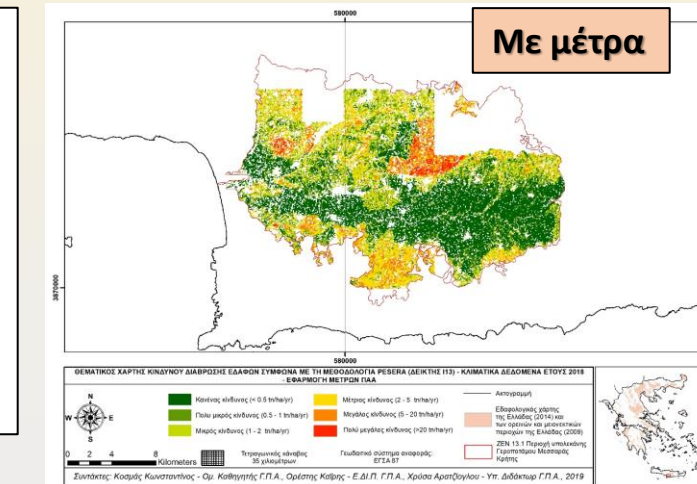 Με μέτρα
580000
3870000
580000
ΘΕΜΑΤΙΚΟΣ ΧΑΡΤΗΣ ΚΙΝΔΥΝΟΥ ΔΙΑΒΡΩΣΗΣ ΕΔΑΦΩΝ ΣΥΜΦΩΝΑ ΜΕ ΤΗ ΜΕΘΟΔΟΛΟΓΙΑ PESERA (ΔΕΙΚΤΗΣ Ι13) - ΚΛΙΜΑΤΙΚΑ ΔΕΔΟΜΕΝΑ ΕΤΟΥΣ 2018
- ΕΦΑΡΜΟΓΗ ΜΕΤΡΩΝ ΠΑΑ
N
W E
S
0 2 4 8
Kilometers
Κανένας κίνδυνος (< 0.5 tn/ha/yr)
Πολυ μικρός κίνδυνος (0.5 - 1 tn/ha/yr)
Μικρός κίνδυνος (1 - 2 tn/ha/yr)
Μέτριος κίνδυνος (2 - 5 tn/ha/yr)
Μεγάλος κίνδυνος (5 - 20 tn/ha/yr)
Πολύ μεγάλος κίνδυνος (>20 tn/ha/yr)
Τετραγωνικός κάναβος
35 χιλιομέτρων
Γεωδαιτικό σύστημα αναφοράς:
ΕΓΣΑ 87
Ακτογραμμή
Εδαφολογικός χάρτης
της Ελλάδας (2014) και
των ορεινών και μειονεκτικών
περιοχών της Ελλάδας (2009)
ΖΕΝ 13.1 Περιοχή υπολεκάνης
Γεροποτάμου Μεσσαράς
Κρήτης
Συντάκτες: Κοσμάς Κωνσταντίνος - Ομ. Καθηγητής Γ.Π.Α., Ορέστης Καΐρης - Ε.ΔΙ.Π. Γ.Π.Α., Χρύσα Αρατζίογλου - Υπ. Διδάκτωρ Γ.Π.Α., 2019